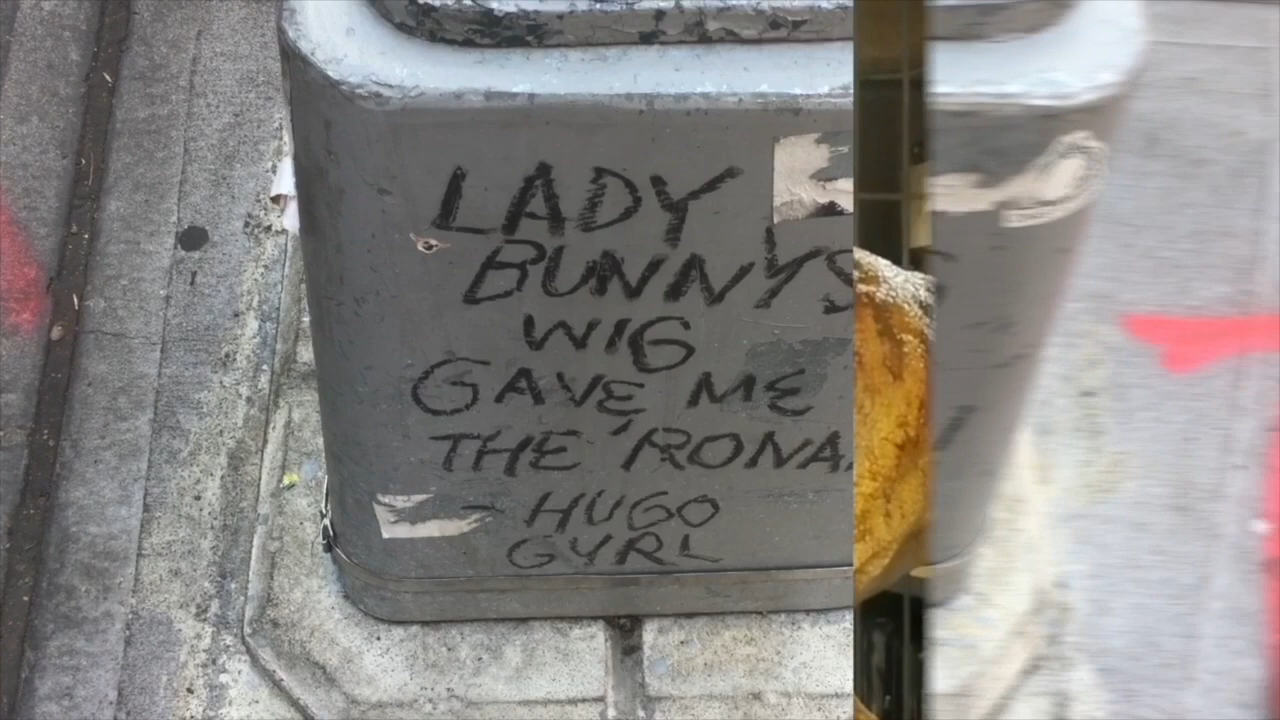 LADY
BUNNYS
WIG
GAVE ME
THE 'RONA.
- HUGO
GYRL